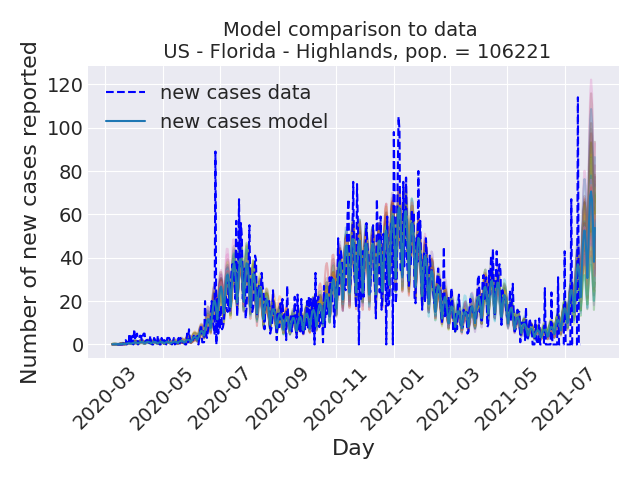 Model comparison to data
US - Florida - Highlands, pop. = 106221
Number of new cases reported
120
100
80
60
40
20
0
new cases data
new cases model
2020-03
2020-05
2020-07
2020-09
2020-11
2021-01
2021-03
2021-05
2021-07
Day